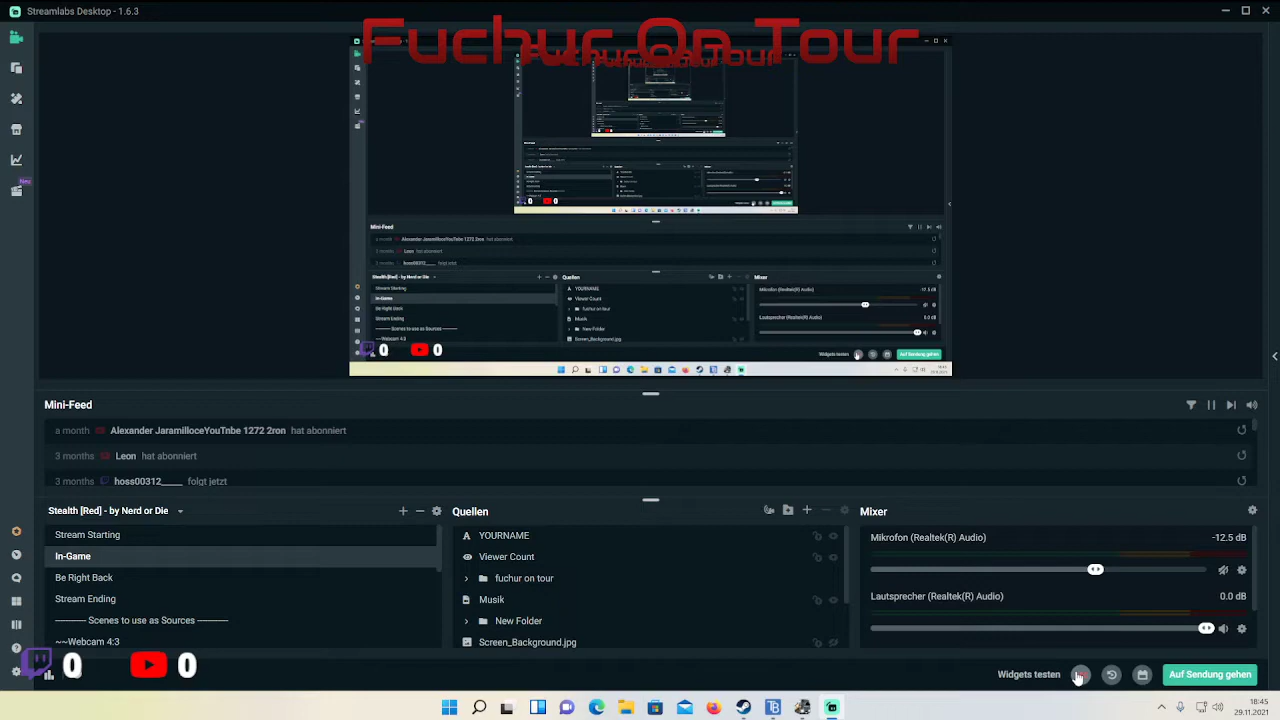 Streamlabs Desktop - 1.6.3
Fuchur On Tour
Mini-Feed
a month Alexander JaramilloceYouTnbe 1272 2ron hat abonniert
3 months Leon hat abonniert
3 months hoss00312____ folgt jetzt
Stealth [Red] - by Nerd or Die
Stream Starting
In-Game
Be Right Back
Stream Ending
------- Scenes to use as Sources -------
~~Webcam 4:3
Quellen
YOURNAME
Viewer Count
fuchur on tour
Musik
New Folder
Screen_Background.jpg
Mixer
Mikrofon (Realtek(R) Audio) -12.5 dB
Lautsprecher (Realtek(R) Audio) 0.0 dB
0 0
Widgets testen
Auf Sendung gehen
18:45
29.11.2021